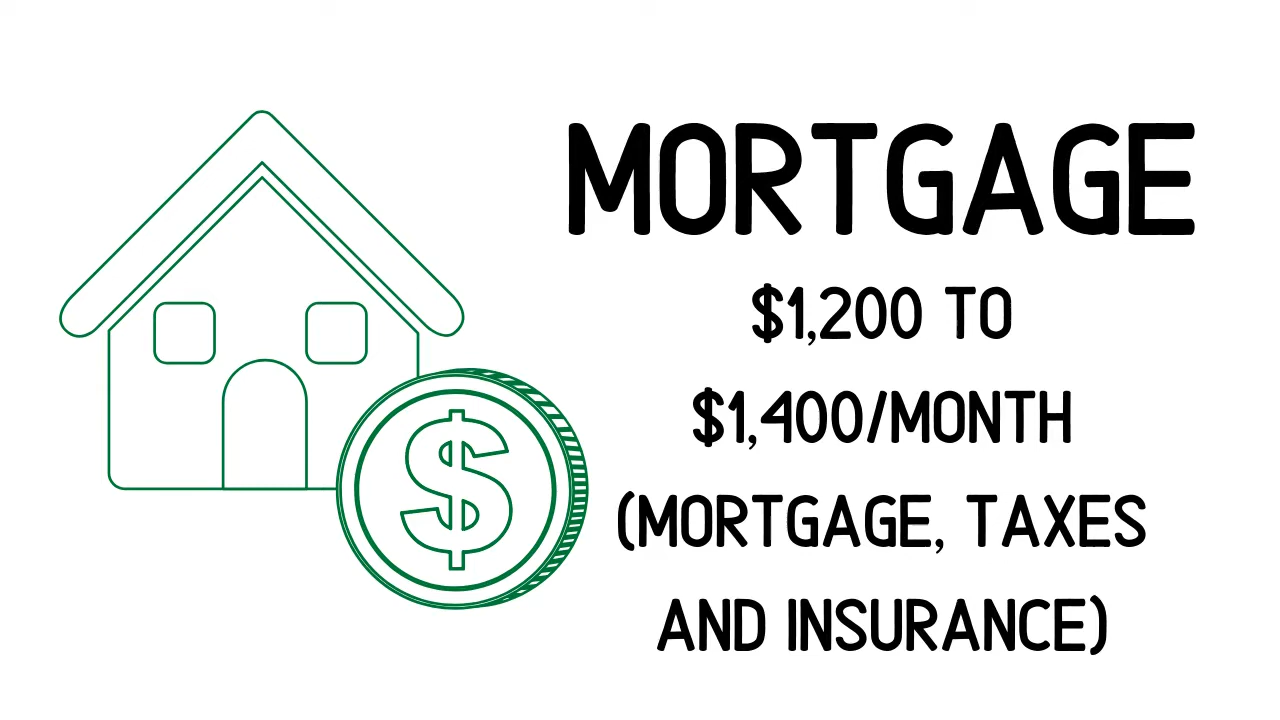 MORTGAGE
$1,200 TO
$1,400/MONTH
(MORTGAGE, TAXES
AND INSURANCE)
$